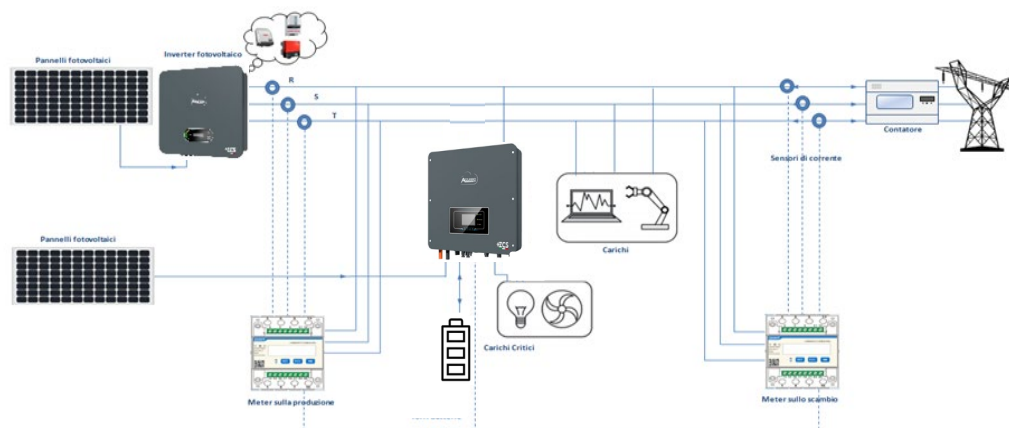 Pannelli fotovoltaici
Inverter fotovoltaico
R
S
T
Contatore
Sensori di corrente
Carichi
Pannelli fotovoltaici
Carichi Critici
Meter sulla produzione
Meter sullo scambio